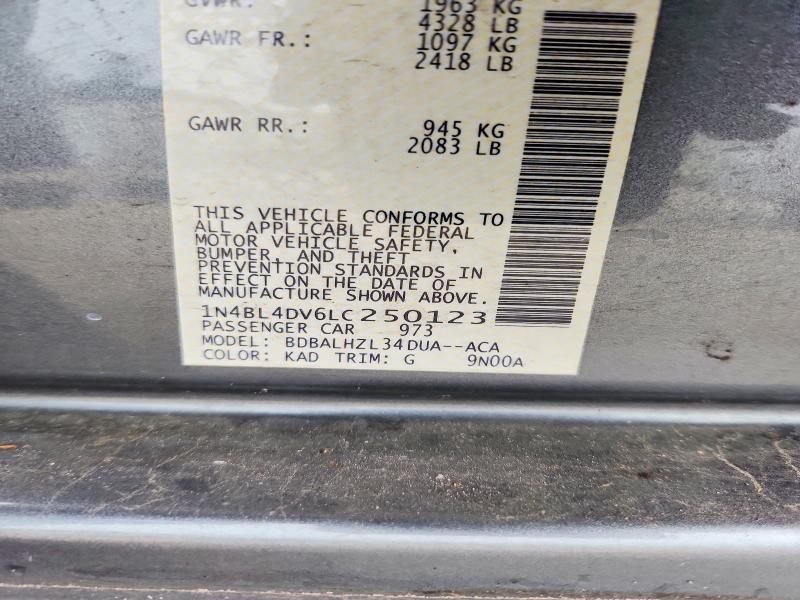 GVWR: 1963 KG
4328 LB
GAWR FR.: 1097 KG
2418 LB
GAWR RR.: 945 KG
2083 LB
THIS VEHICLE CONFORMS TO
ALL APPLICABLE FEDERAL
MOTOR VEHICLE SAFETY,
BUMPER, AND THEFT
PREVENTION STANDARDS IN
EFFECT ON THE DATE OF
MANUFACTURE SHOWN ABOVE.
1N4BL4DV6LC250123
PASSENGER CAR 973
MODEL: BDBALHZL34DUA--ACA
COLOR: KAD TRIM: G 9N00A